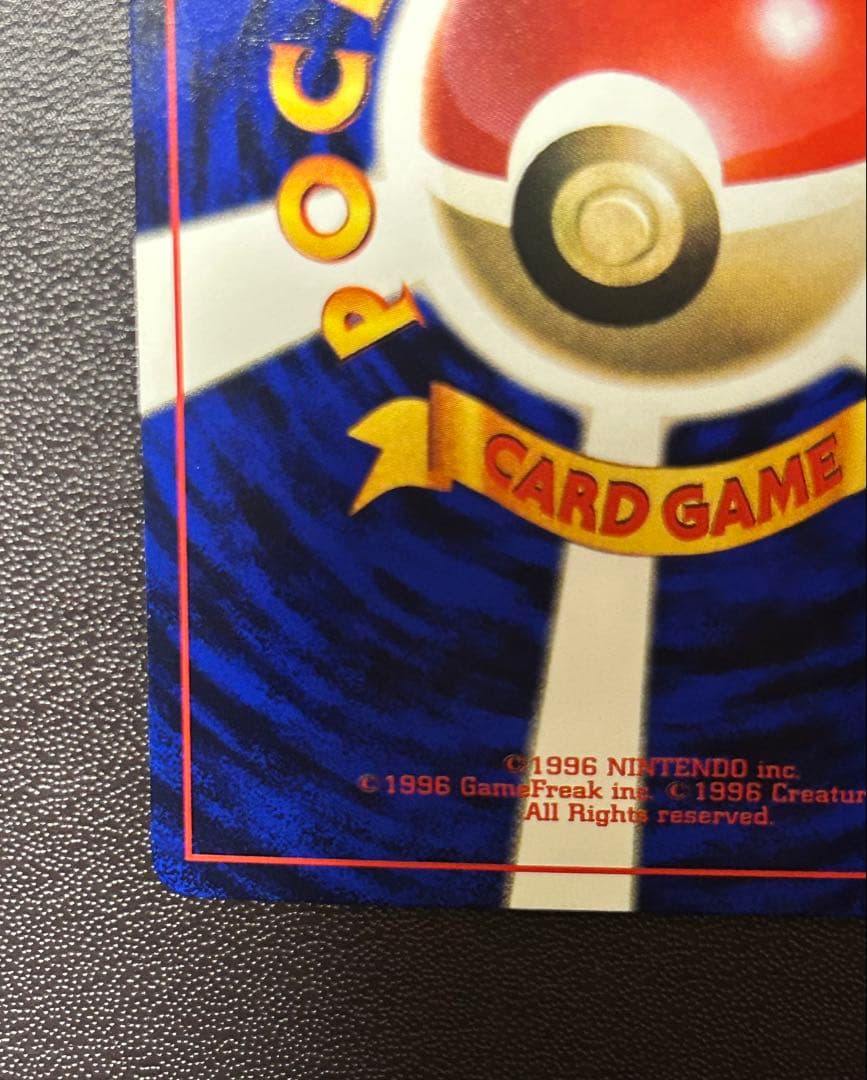 POC
CARD GAME
©1996 NINTENDO inc.
©1996 GameFreak inc. ©1996 Creatur
All Rights reserved.